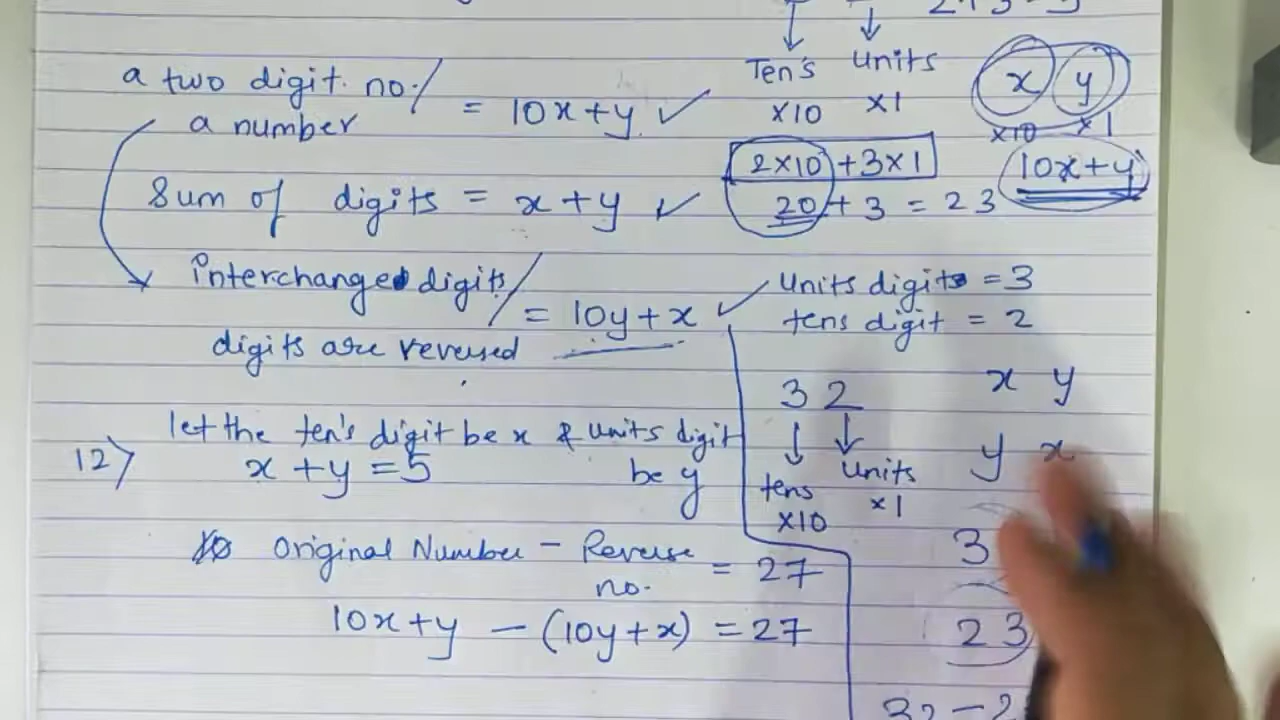 Ten's units
a two digit no./
= 10x+y ✓
x10 x1
x y
x10 x1
a number
2x10 + 3x1
10x+y
Sum of digits = x+y ✓
20 + 3 = 23
interchanged digits/
= 10y+x ✓
digits are reversed
units digit = 3
tens digit = 2
3 2
x y
tens units
x10 x1
y x
3
23
12) let the ten's digit be x & units digit be y
x + y = 5
Original Number - Reverse no. = 27
10x+y - (10y+x) = 27
32-2